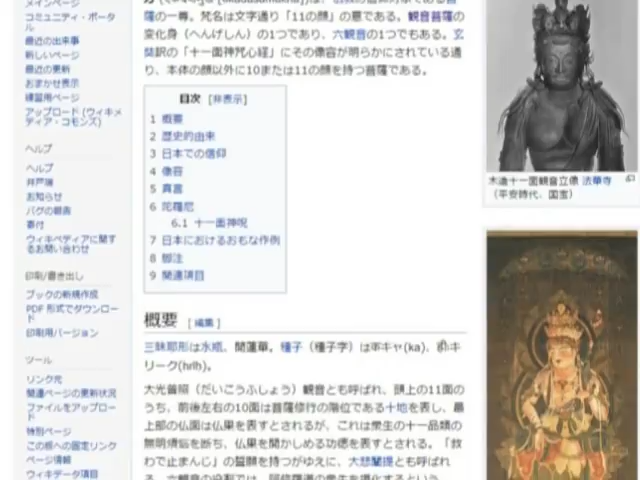 メインページ
コミュニティ・ポータル
最近の出来事
新しいページ
最近の更新
おまかせ表示
練習用ページ
アップロード (ウィキメディア・コモンズ)
ヘルプ
ヘルプ
井戸端
お知らせ
バグの報告
寄付
ウィキペディアに関するお問い合わせ
印刷/書き出し
ブックの新規作成
PDF 形式でダウンロード
印刷用バージョン
ツール
リンク元
関連ページの更新状況
ファイルをアップロード
特別ページ
この版への固定リンク
ページ情報
ウィキデータ項目
薩の一尊。梵名は文字通り「11の顔」の意である。観音菩薩の
変化身（へんげしん）の1つであり、六観音の1つでもある。玄
奘訳の「十一面神咒心経」にその像容が明らかにされている通
り、本体の顔以外に10または11の顔を持つ菩薩である。
目次 [非表示]
1 概要
2 歴史的由来
3 日本での信仰
4 像容
5 真言
6 陀羅尼
6.1 十一面神呪
7 日本におけるおもな作例
8 脚注
9 関連項目
概要 [編集]
三昧耶形は水瓶、開蓮華。種子（種子字）はキャ(ka)、キ
リーク(hrīḥ)。
大光普照（だいこうふしょう）観音とも呼ばれ、頭上の11面の
うち、前後左右の10面は菩薩修行の階位である十地を表し、最
上部の仏面は仏果を表すとされるが、これは衆生の十一品類の
無明煩悩を断ち、仏果を開かしめる功徳を表すとされる。「救
わで止まんじ」の誓願を持つがゆえに、大悲闡提とも呼ばれ
木造十一面観音立像 法華寺
（平安時代、国宝）